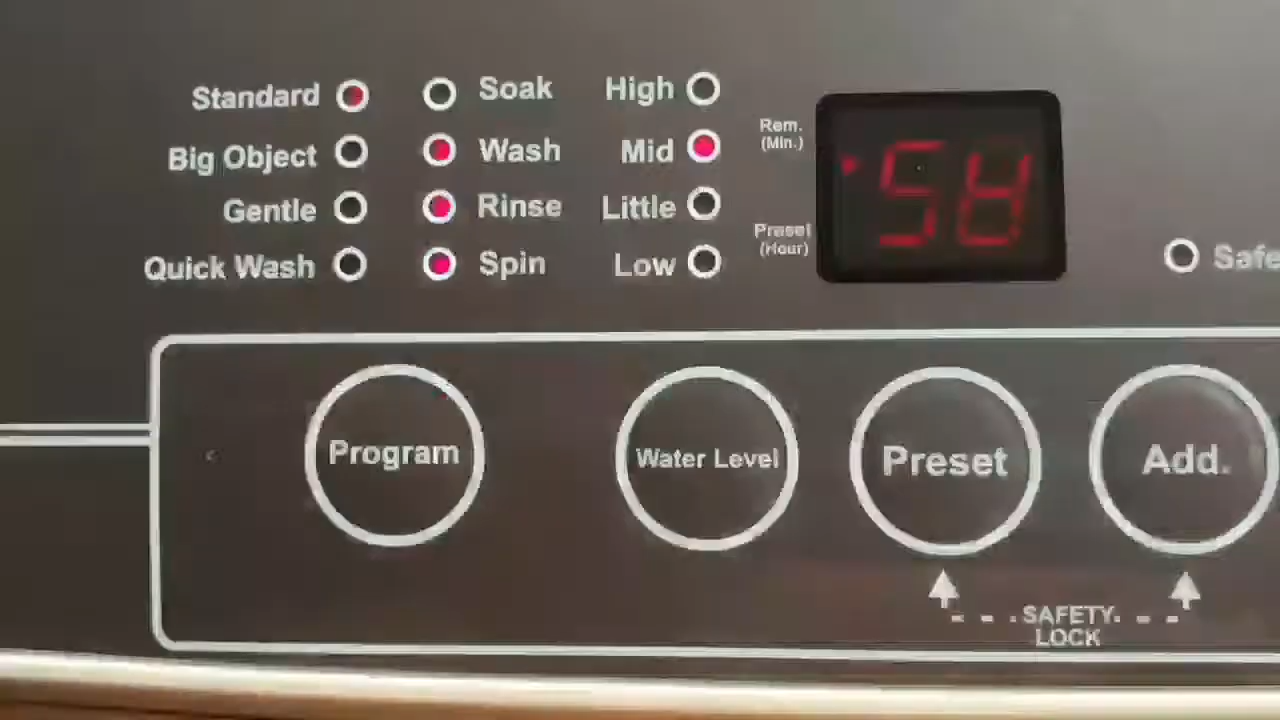 Standard
Soak
High
Big Object
Wash
Mid
Gentle
Rinse
Little
Quick Wash
Spin
Low
Rem.
(Min.)
Preset
(Hour)
Safe
Program
Water Level
Preset
Add.
SAFETY
LOCK